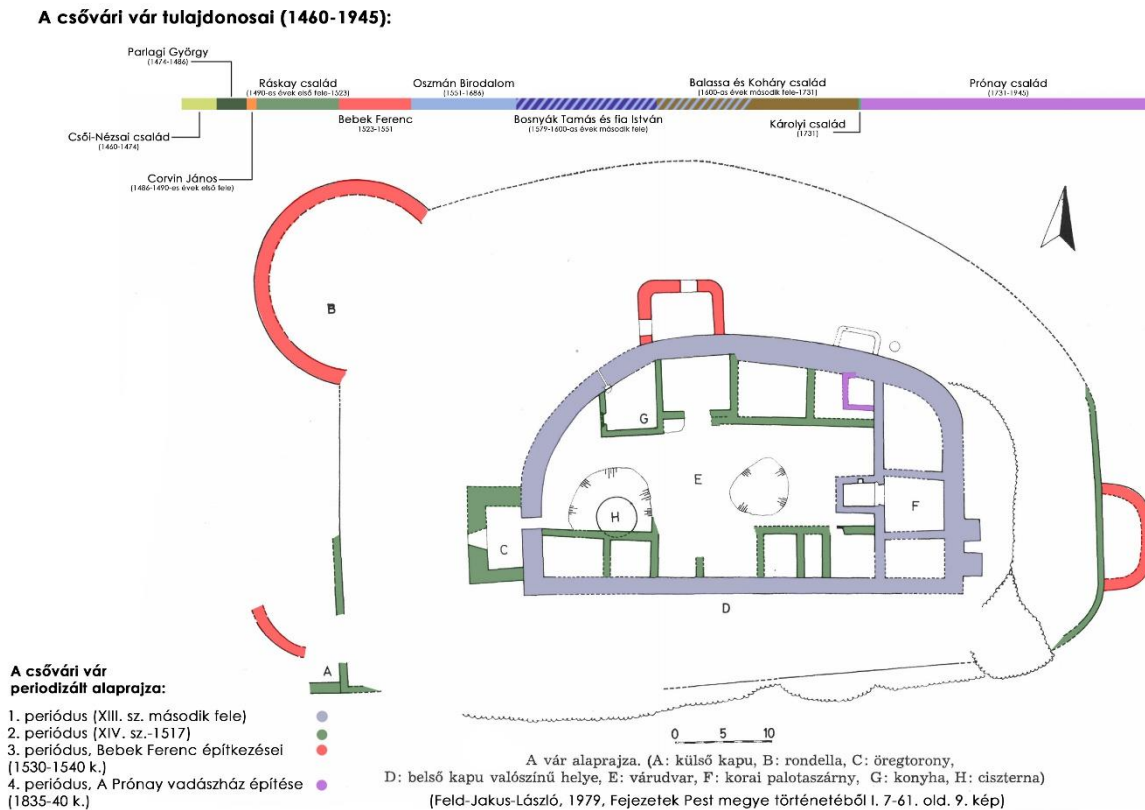 A csővári vár tulajdonosai (1460-1945):
Parlagi György
(1474-1486)
Ráskay család
(1490-es évek első fele-1523)
Oszmán Birodalom
(1551-1686)
Balassa és Koháry család
(1600-as évek második fele-1731)
Prónay család
(1731-1945)
Csői-Nézsai család
(1460-1474)
Corvin János
(1486-1490-es évek első fele)
Bebek Ferenc
1523-1551
Bosnyák Tamás és fia István
(1579-1600-as évek második fele)
Károlyi család
(1731)
B
G
E
F
H
C
D
A
A csővári vár
periodizált alaprajza:
1. periódus (XIII. sz. második fele)
2. periódus (XIV. sz.-1517)
3. periódus, Bebek Ferenc építkezései
(1530-1540 k.)
4. periódus, A Prónay vadászház építése
(1835-40 k.)
0 5 10
A vár alaprajza. (A: külső kapu, B: rondella, C: öregtorony,
D: belső kapu valószínű helye, E: várudvar, F: korai palotaszárny, G: konyha, H: ciszterna)
(Feld-Jakus-László, 1979, Fejezetek Pest megye történetéből I. 7-61. old. 9. kép)